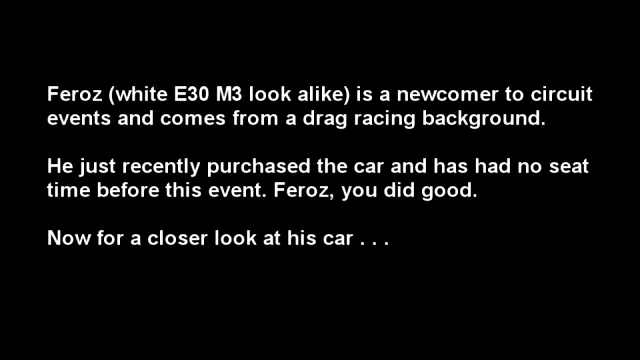 Feroz (white E30 M3 look alike) is a newcomer to circuit
events and comes from a drag racing background.
He just recently purchased the car and has had no seat
time before this event. Feroz, you did good.
Now for a closer look at his car . . .